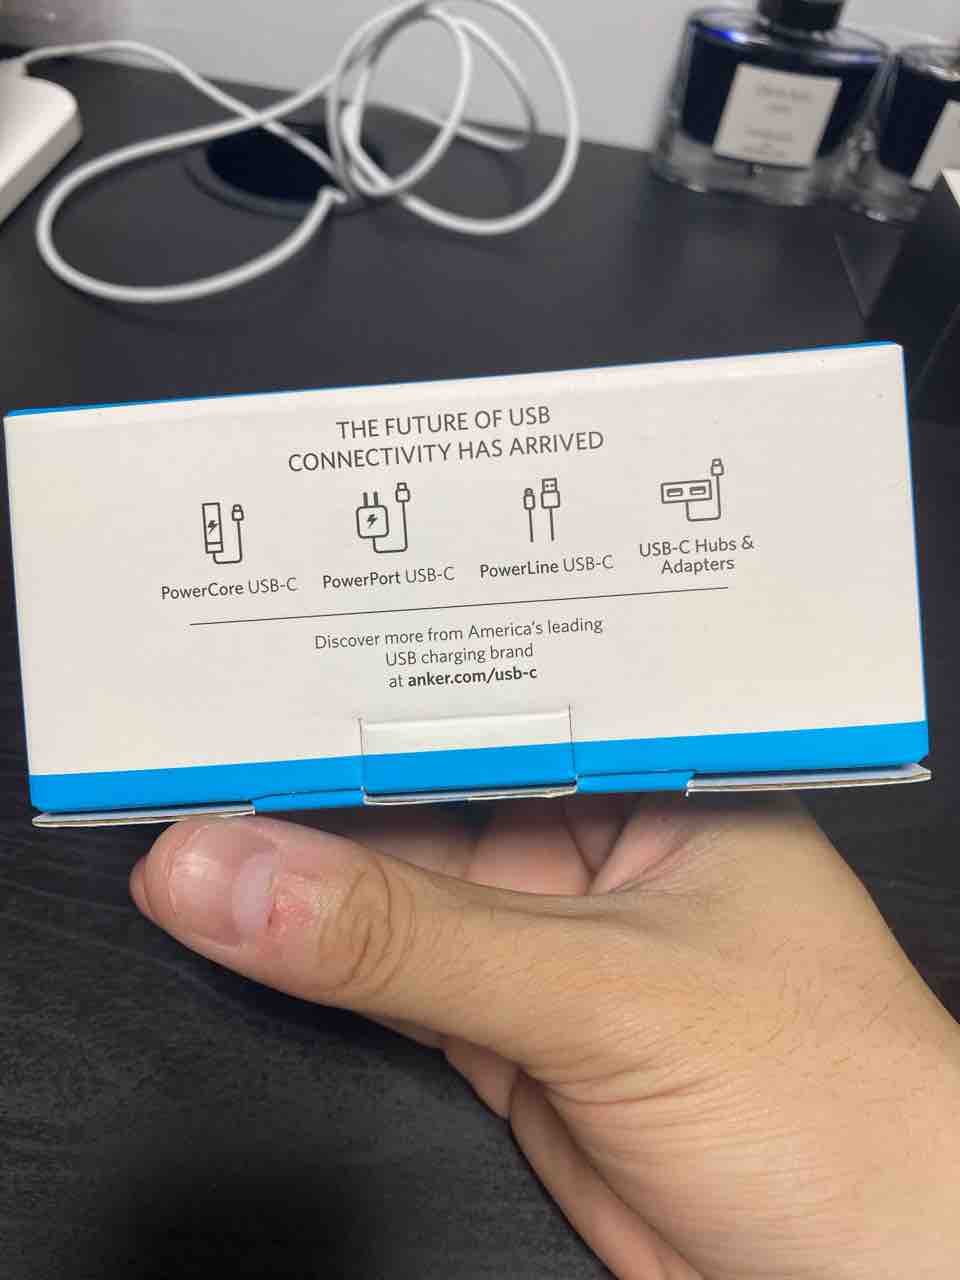 THE FUTURE OF USB
CONNECTIVITY HAS ARRIVED
PowerCore USB-C
PowerPort USB-C
PowerLine USB-C
USB-C Hubs &
Adapters
Discover more from America's leading
USB charging brand
at anker.com/usb-c